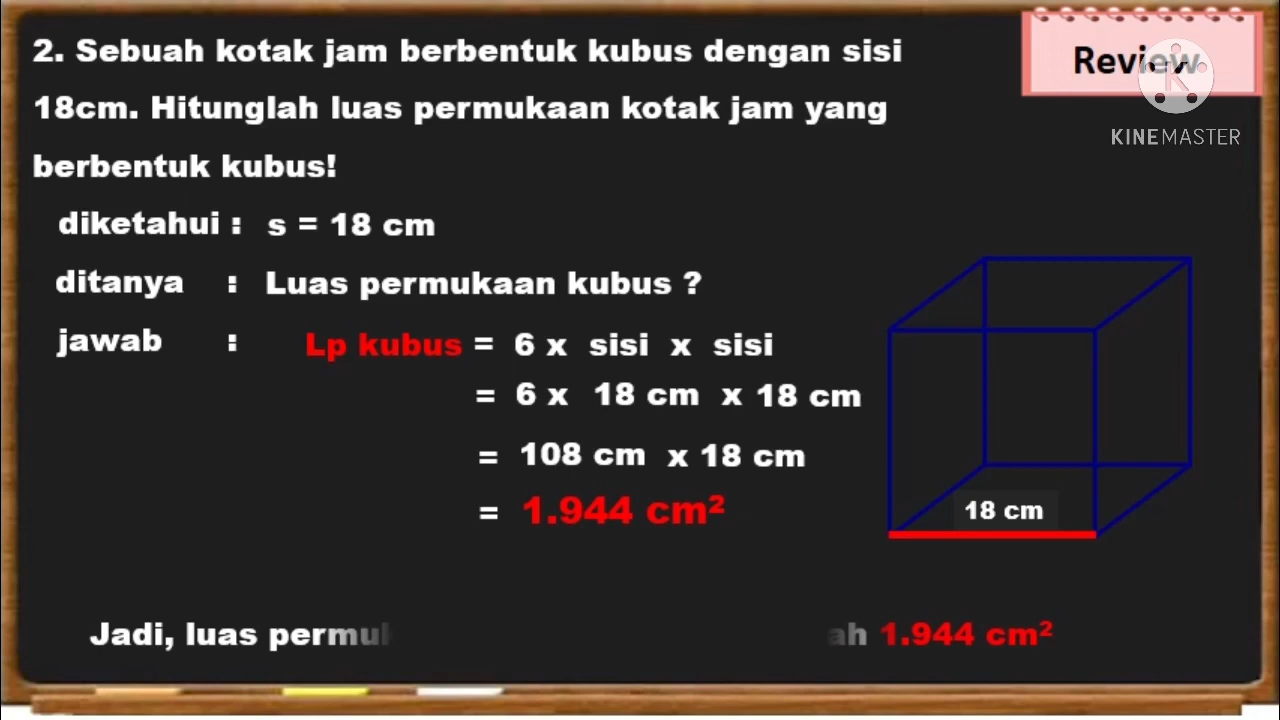 2. Sebuah kotak jam berbentuk kubus dengan sisi
18cm. Hitunglah luas permukaan kotak jam yang
berbentuk kubus!
Review
KINEMASTER
diketahui : s = 18 cm
ditanya : Luas permukaan kubus ?
jawab : Lp kubus = 6 x sisi x sisi
= 6 x 18 cm x 18 cm
= 108 cm x 18 cm
= 1.944 cm²
18 cm
Jadi, luas 1.944 cm²